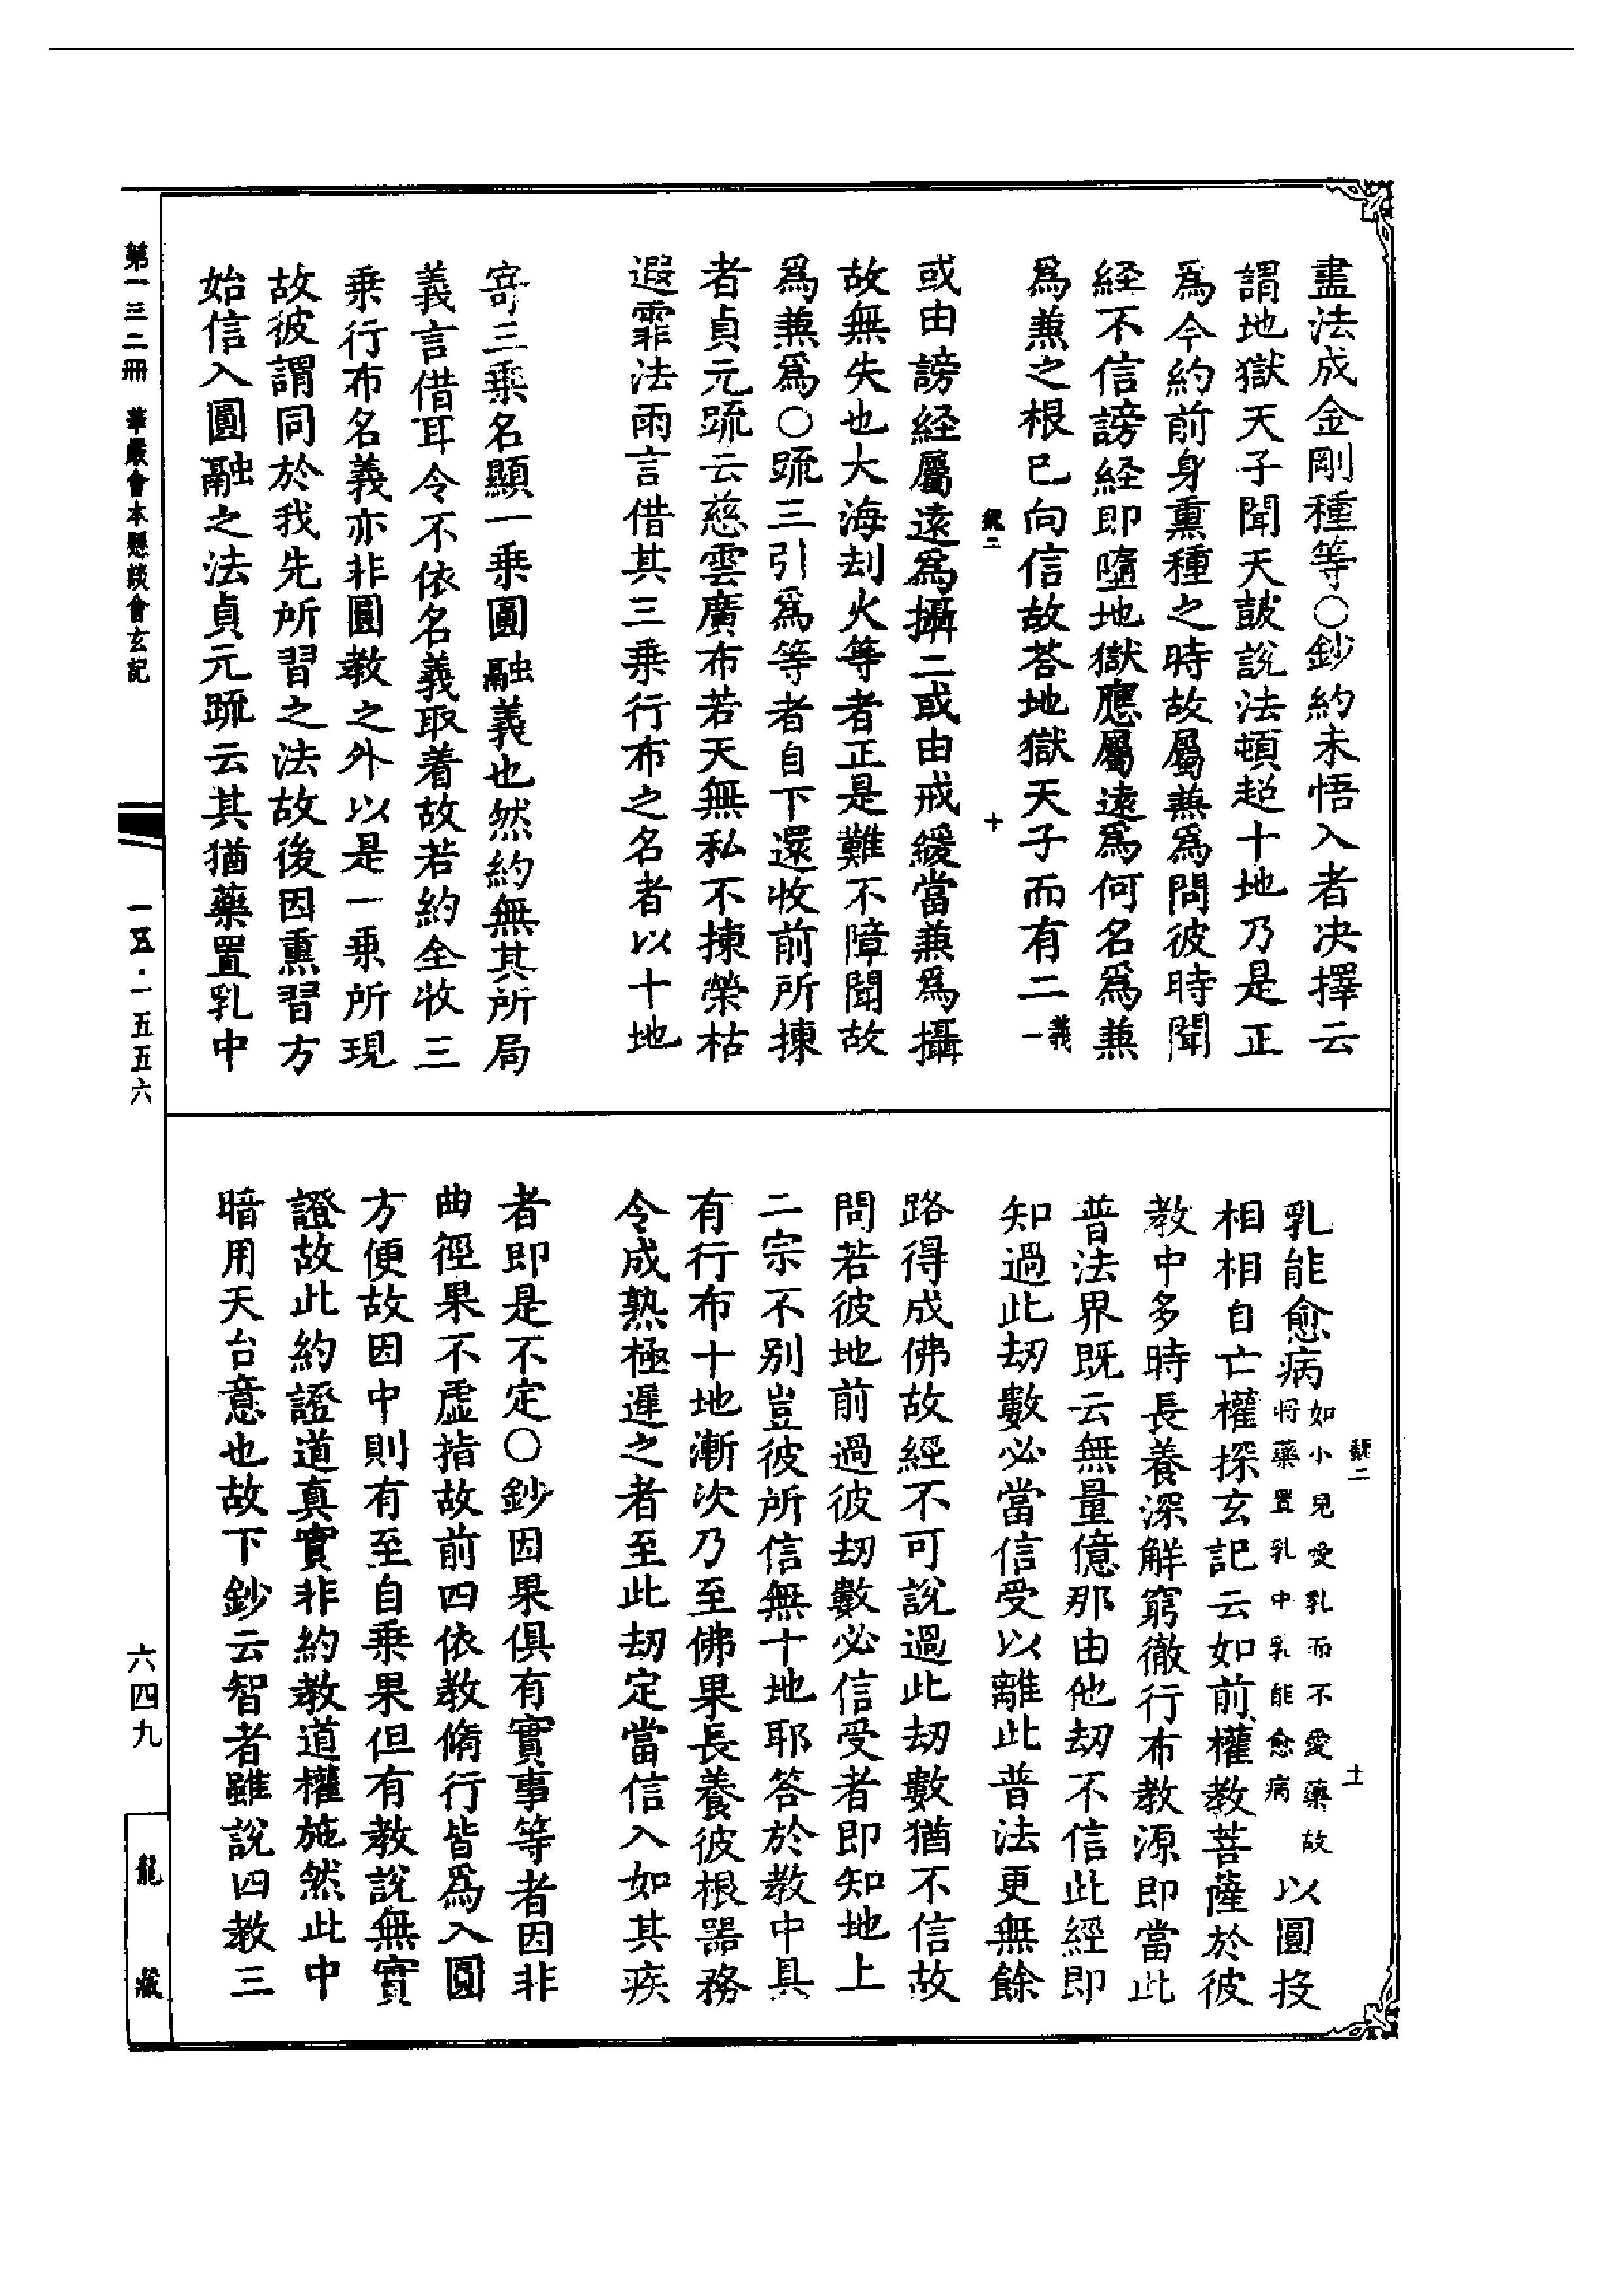 盡法成金剛種等○鈔約未悟入者决擇云
謂地獄天子聞天鼓說法頓超十地乃是正
爲今約前身熏種之時故屬兼爲問彼時聞
経不信謗経即墮地獄應屬遠爲何名爲兼
爲兼之根已向信故荅地獄天子而有二義一
十
或由謗経屬遠爲攝二或由戒緩當兼爲攝
故無失也大海刦火等者正是難不障聞故
爲兼爲○䟽三引爲等者自下還收前所揀
者貞元䟽云慈雲廣布若天無私不揀榮枯
遐霏法雨言借其三乗行布之名者以十地
寄三乗名顯一乗圓融義也然約無其所局
義言借耳令不依名義取着故若約全收三
乗行布名義亦非圓教之外以是一乗所現
故彼謂同於我先所習之法故後因熏習方
始信入圓融之法貞元䟽云其猶藥置乳中
第一三二冊 華嚴會本懸談會玄記
一五·一五五六
乳能愈病如小兒愛乳而不愛藥故將藥置乳中乳能愈病以圓投
相相自亡權探玄記云如前權教菩薩於彼
教中多時長養深解窮徹行布教源即當此
普法界既云無量億那由他刼不信此經即
知過此刼數必當信受以離此普法更無餘
路得成佛故經不可說過此刼數猶不信故
問若彼地前過彼刼數必信受者即知地上
二宗不別豈彼所信無十地耶答於教中具
有行布十地漸次乃至佛果長養彼根器務
令成熟極遲之者至此刼定當信入如其疾
者即是不定○鈔因果俱有實事等者因非
曲徑果不虛指故前四依教脩行皆爲入圓
方便故因中則有至自乗果但有教說無實
證故此約證道真實非約教道權施然此中
暗用天台意也故下鈔云智者雖說四教三
六四九
龍藏